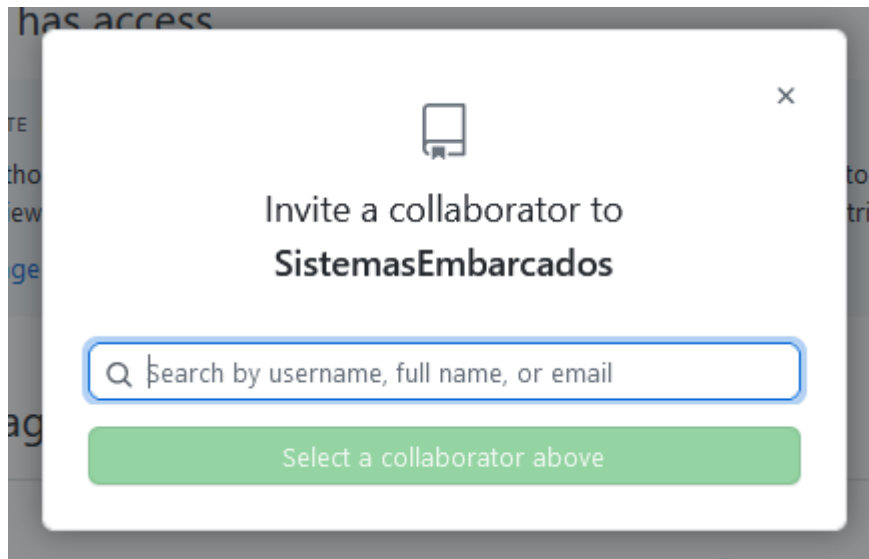 has access
Invite a collaborator to
SistemasEmbarcados
Search by username, full name, or email
Select a collaborator above